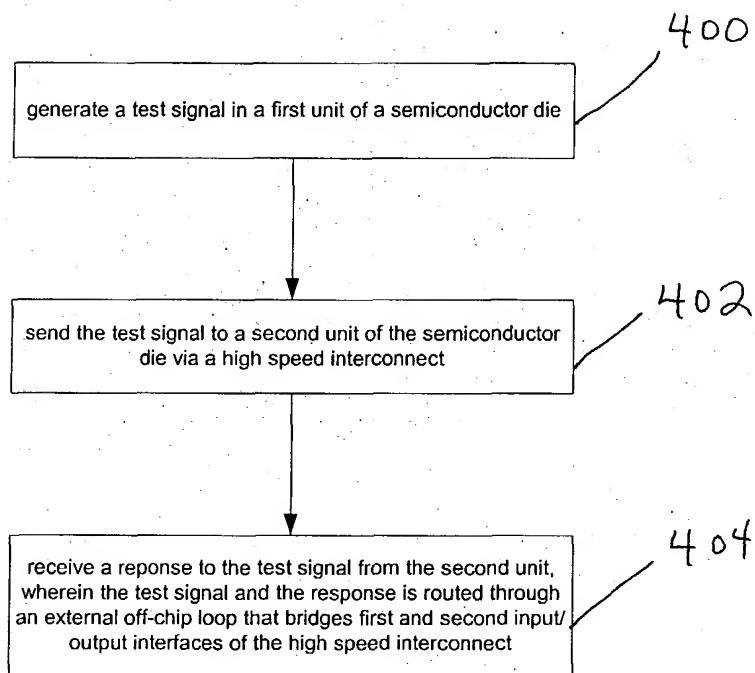 400
generate a test signal in a first unit of a semiconductor die
402
send the test signal to a second unit of the semiconductor
die via a high speed interconnect
404
receive a reponse to the test signal from the second unit,
wherein the test signal and the response is routed through
an external off-chip loop that bridges first and second input/
output interfaces of the high speed interconnect